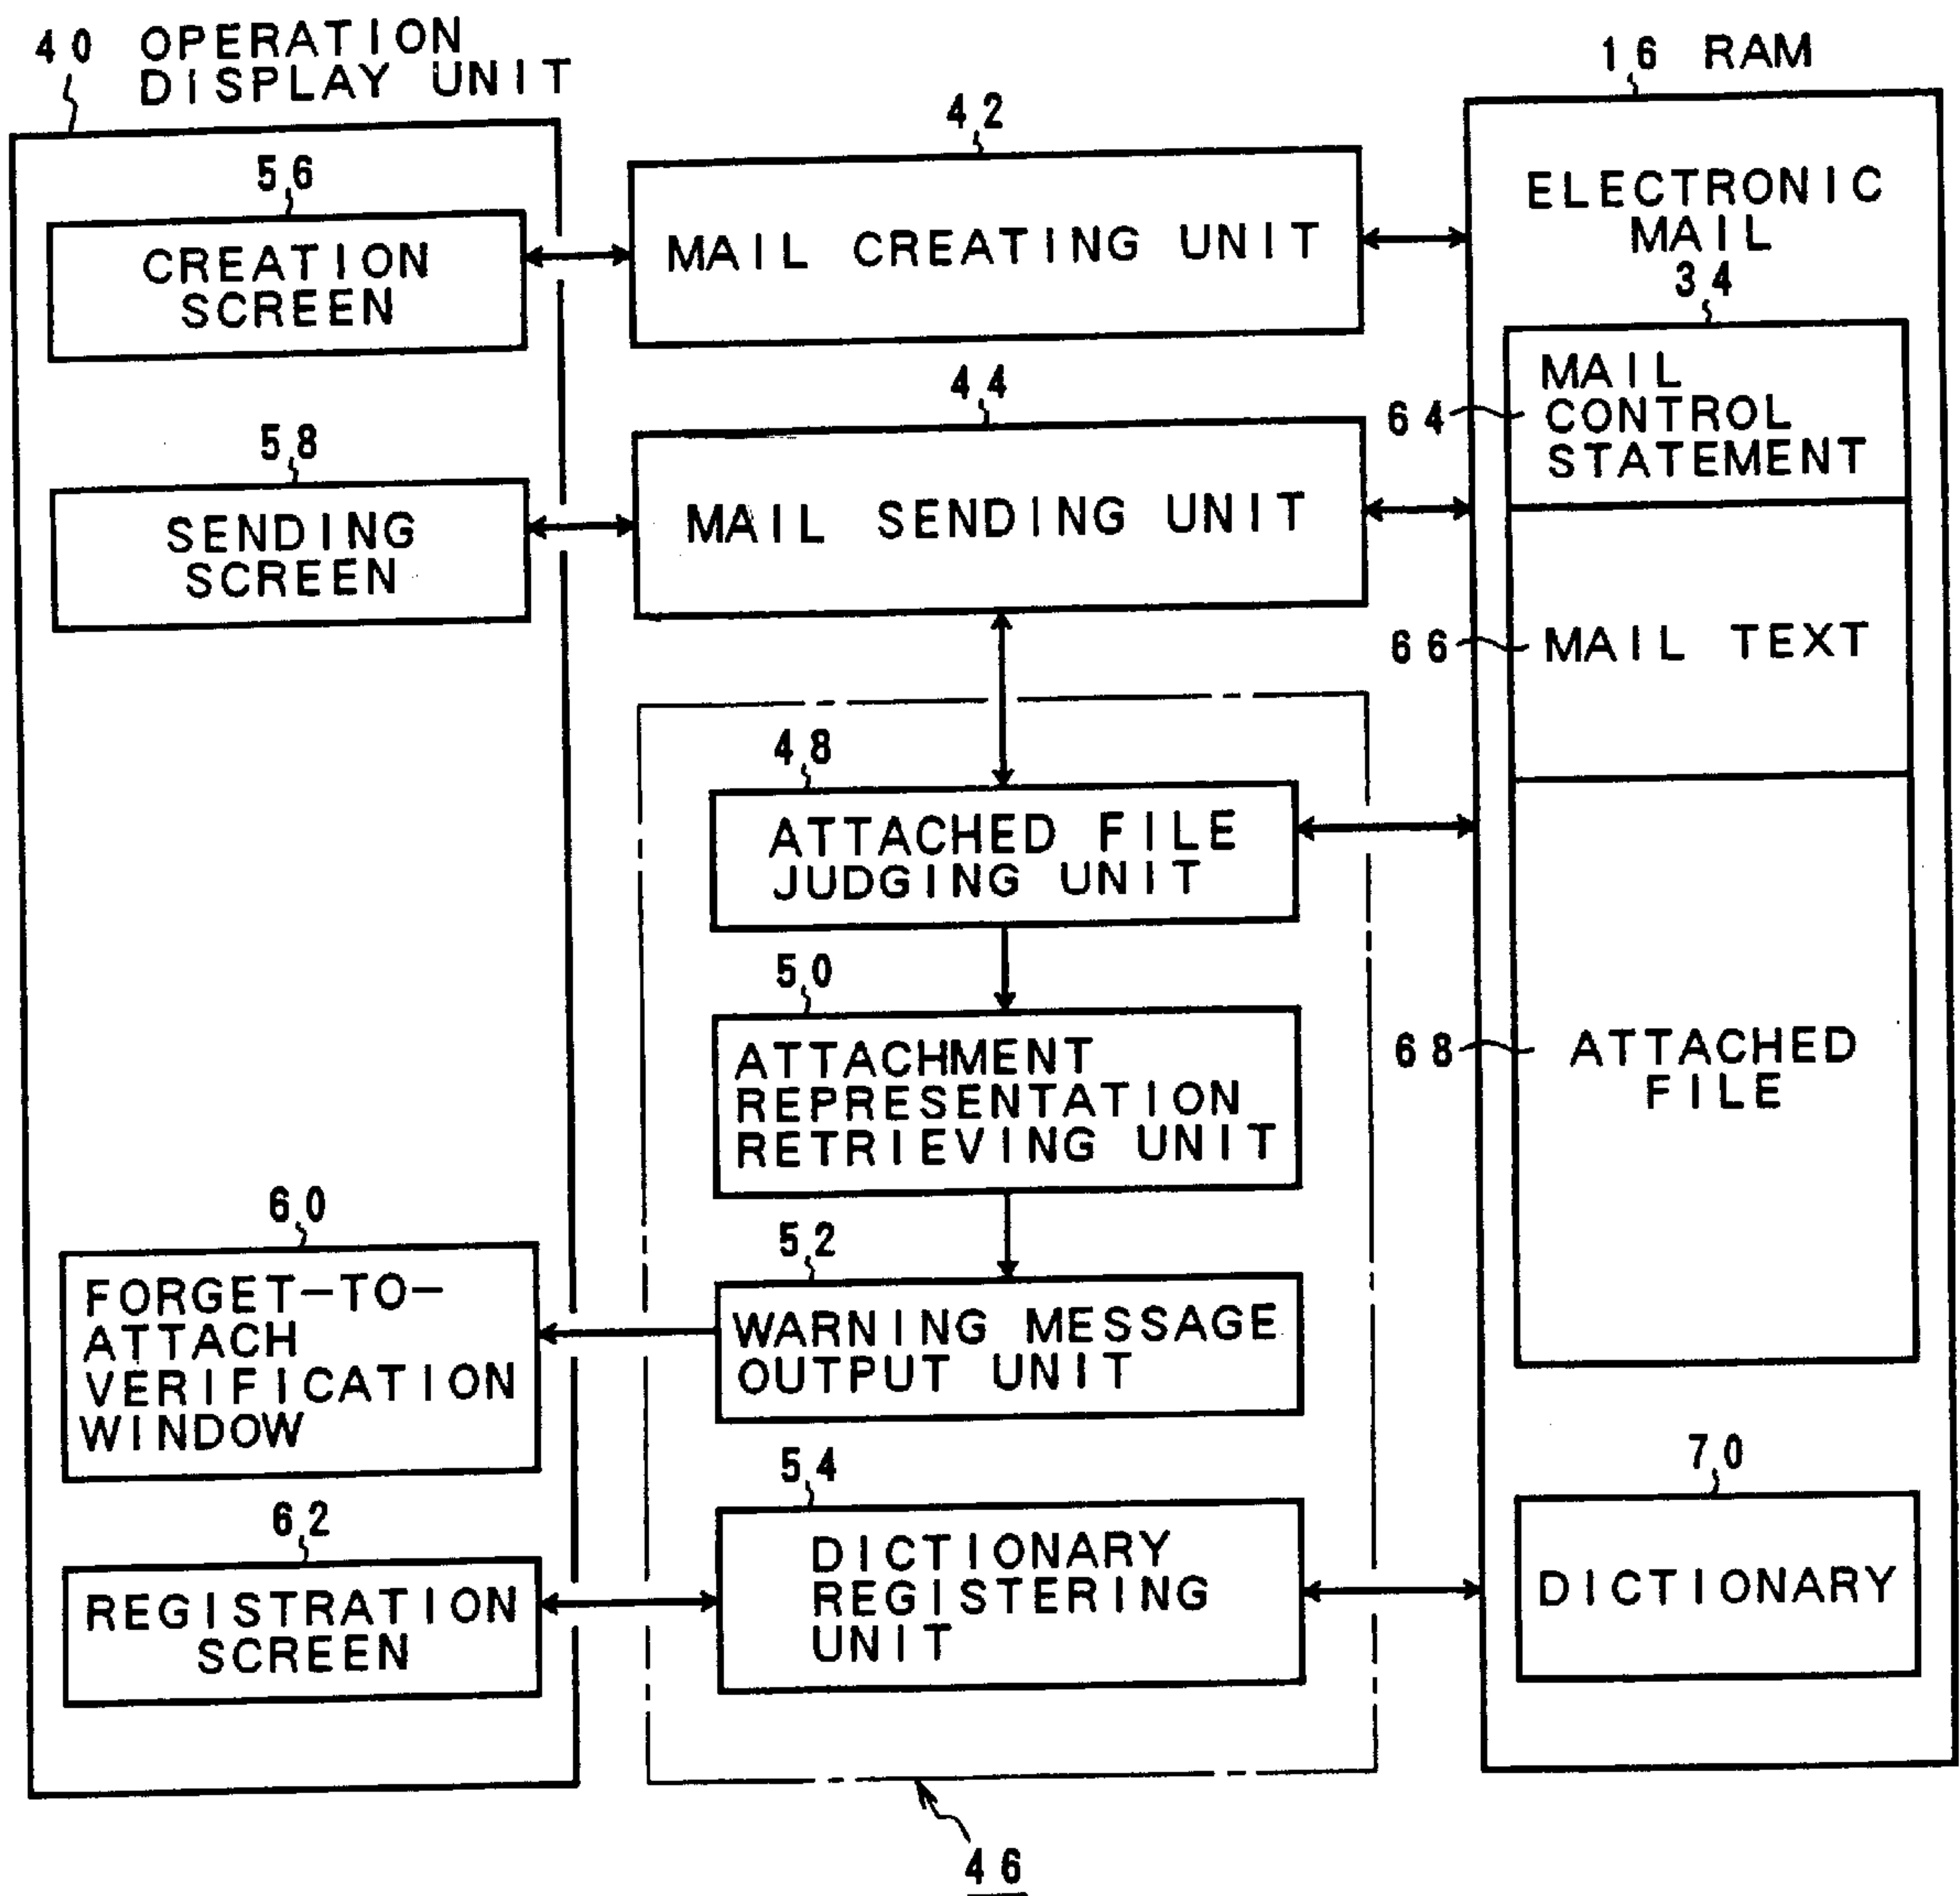 40 OPERATION
DISPLAY UNIT
56
CREATION
SCREEN
58
SENDING
SCREEN
60
FORGET-TO-
ATTACH
VERIFICATION
WINDOW
62
REGISTRATION
SCREEN
42
MAIL CREATING UNIT
44
MAIL SENDING UNIT
48
ATTACHED FILE
JUDGING UNIT
50
ATTACHMENT
REPRESENTATION
RETRIEVING UNIT
52
WARNING MESSAGE
OUTPUT UNIT
54
DICTIONARY
REGISTERING
UNIT
46
16 RAM
ELECTRONIC
MAIL
34
64
MAIL
CONTROL
STATEMENT
66 MAIL TEXT
68 ATTACHED
FILE
70
DICTIONARY